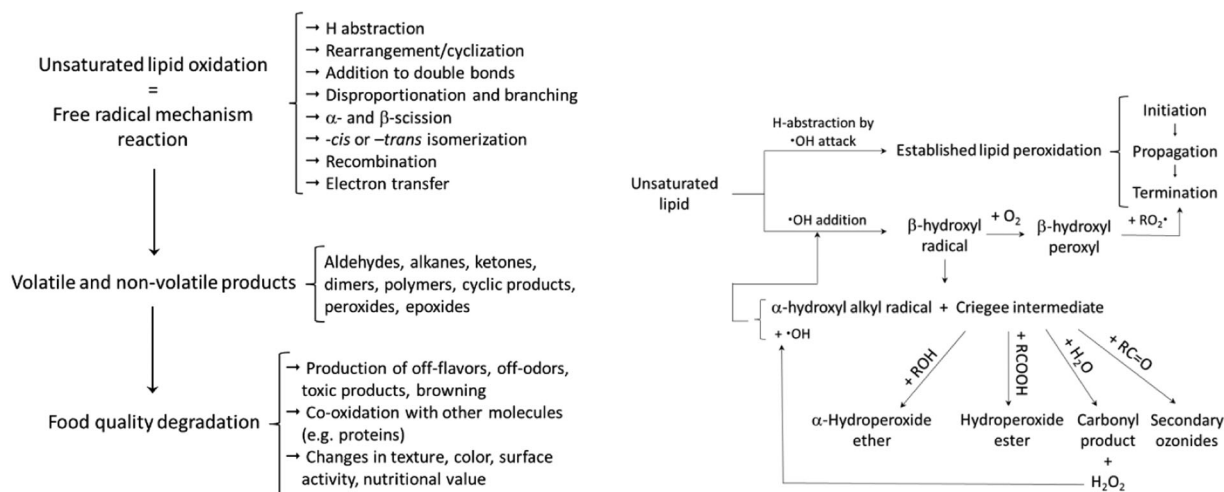 Unsaturated lipid oxidation
=
Free radical mechanism
reaction
→ H abstraction
→ Rearrangement/cyclization
→ Addition to double bonds
→ Disproportionation and branching
→ α- and β-scission
→ -cis or –trans isomerization
→ Recombination
→ Electron transfer
Volatile and non-volatile products
Aldehydes, alkanes, ketones,
dimers, polymers, cyclic products,
peroxides, epoxides
Food quality degradation
→ Production of off-flavors, off-odors,
toxic products, browning
→ Co-oxidation with other molecules
(e.g. proteins)
→ Changes in texture, color, surface
activity, nutritional value
Unsaturated
lipid
H-abstraction by
•OH attack
Established lipid peroxidation
Initiation
Propagation
Termination
•OH addition
β-hydroxyl
radical
+ O₂
β-hydroxyl
peroxyl
+ RO₂•
α-hydroxyl alkyl radical + Criegee intermediate
+ •OH
+ ROH
+ RCOOH
+ H₂O
+ RC=O
α-Hydroperoxide
ether
Hydroperoxide
ester
Carbonyl
product
+
H₂O₂
Secondary
ozonides